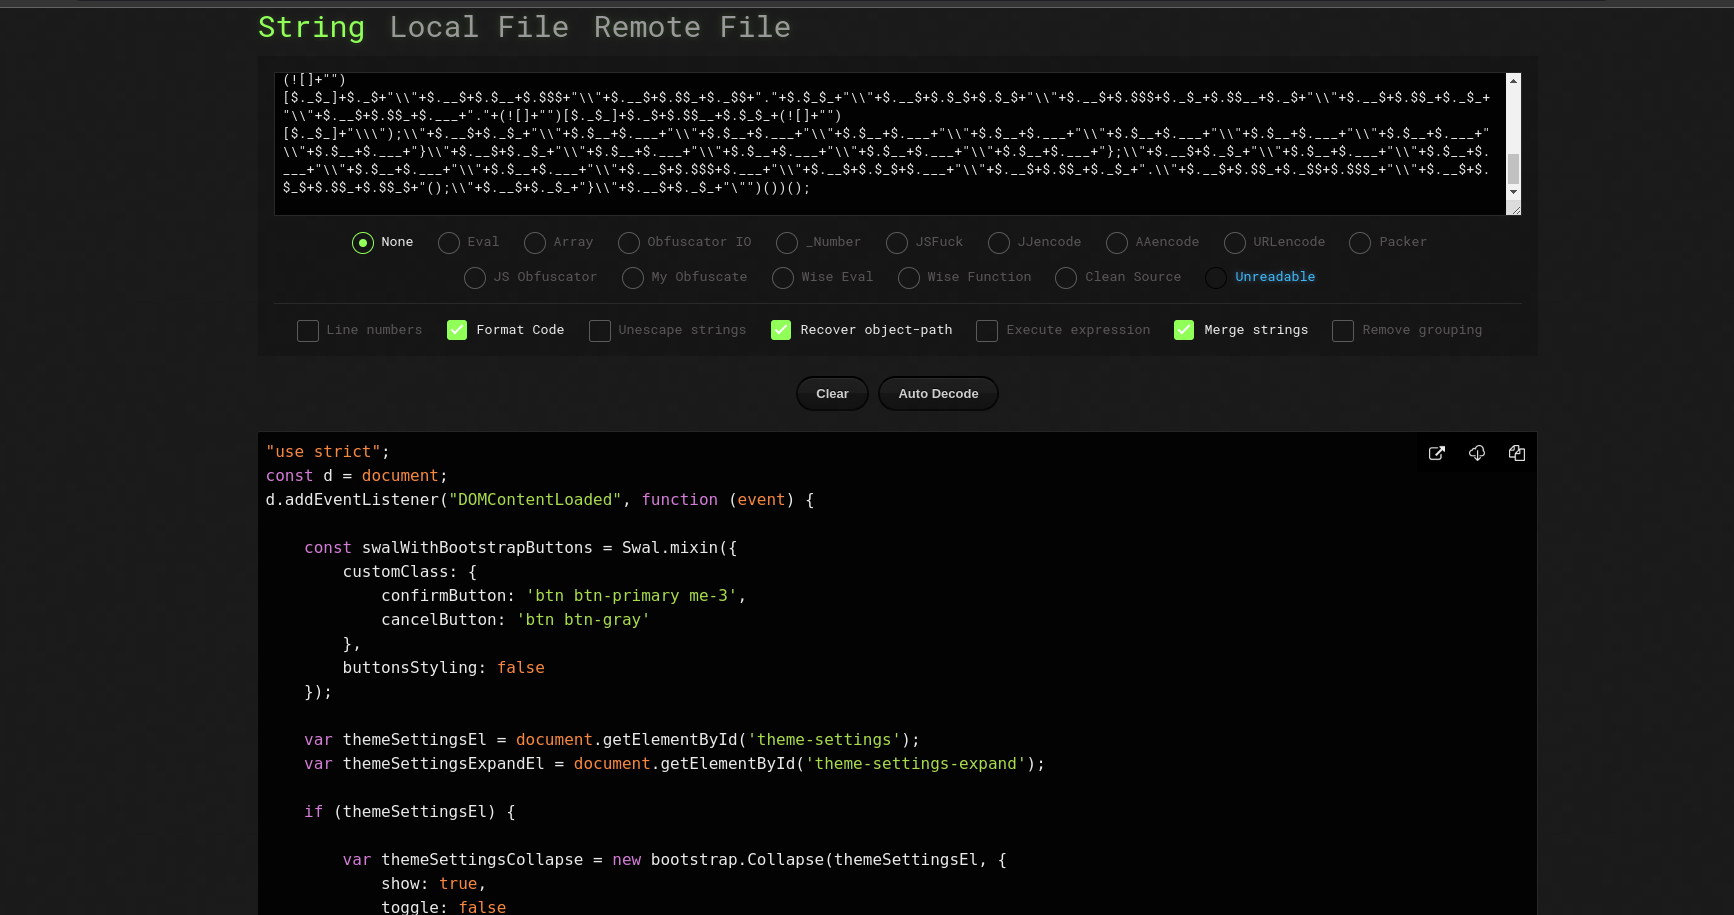 String Local File Remote File
(![]+"")
[$._$_]+$._$+"\\"+$.__$+$.$__+$.$$$+"\\"+$.__$+$.$$_+$._$$+"."+$.$_$_+"\\"+$.__$+$.$_$+$.$_$+"\\"+$.__$+$.$$$+$._$_+$.$$__+$._$+"\\"+$.__$+$.$$_+$._$_+
"\\"+$.__$+$.$$_+$.___+"."+(![]+"")[$._$_]+$._$+$.$$__+$.$_$_+(![]+"")
[$._$_]+"\\\");\\"+$.__$+$._$_+"\\"+$.$__+$.___+"\\"+$.$__+$.___+"\\"+$.$__+$.___+"\\"+$.$__+$.___+"\\"+$.$__+$.___+"\\"+$.$__+$.___+"\\"+$.$__+$.___+"
\\"+$.$__+$.___+"}\\"+$.__$+$._$_+"\\"+$.$__+$.___+"\\"+$.$__+$.___+"\\"+$.$__+$.___+"\\"+$.$__+$.___+"};\\"+$.__$+$._$_+"\\"+$.$__+$.___+"\\"+$.$__+$.
___+"\\"+$.$__+$.___+"\\"+$.$__+$.___+"\\"+$.__$+$.$$$+$.___+"\\"+$.__$+$.$_$+$.___+"\\"+$.__$+$.$$_+$._$_+".\\"+$.__$+$.$$_+$._$$+$.$$$_+"\\"+$.__$+$.
$_$+$.$$_+$.$$_$+"();\\"+$.__$+$._$_+"}\\"+$.__$+$._$_+"\"")())();
None Eval Array Obfuscator IO _Number JSFuck JJencode AAencode URLencode Packer
JS Obfuscator My Obfuscate Wise Eval Wise Function Clean Source Unreadable
Line numbers Format Code Unescape strings Recover object-path Execute expression Merge strings Remove grouping
Clear Auto Decode
"use strict";
const d = document;
d.addEventListener("DOMContentLoaded", function (event) {
const swalWithBootstrapButtons = Swal.mixin({
customClass: {
confirmButton: 'btn btn-primary me-3',
cancelButton: 'btn btn-gray'
},
buttonsStyling: false
});
var themeSettingsEl = document.getElementById('theme-settings');
var themeSettingsExpandEl = document.getElementById('theme-settings-expand');
if (themeSettingsEl) {
var themeSettingsCollapse = new bootstrap.Collapse(themeSettingsEl, {
show: true,
toggle: false